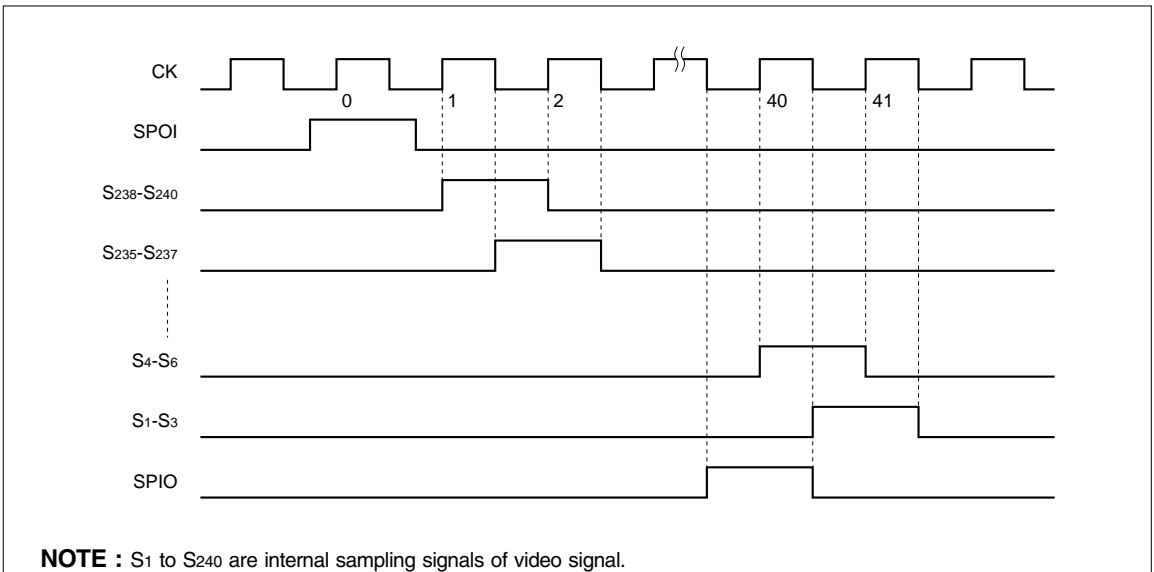 CK
0 1 2 40 41
SPOI
S238-S240
S235-S237
S4-S6
S1-S3
SPIO
NOTE : S1 to S240 are internal sampling signals of video signal.